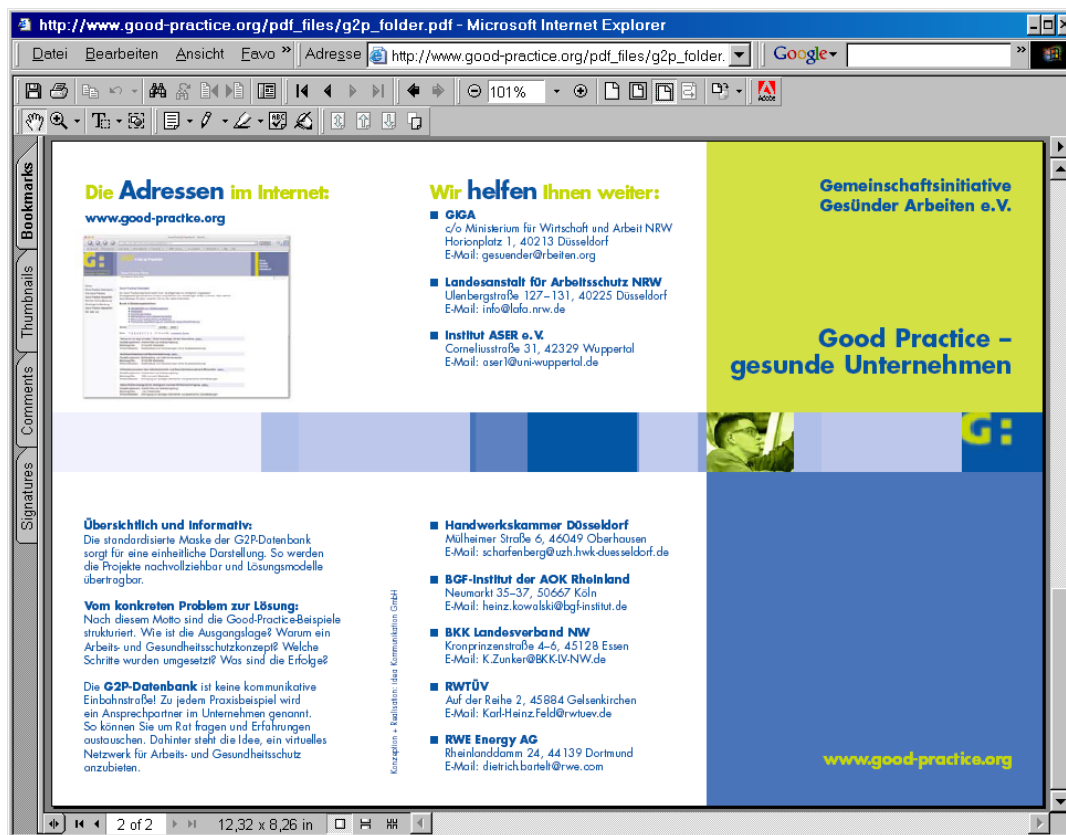 http://www.good-practice.org/pdf_files/g2p_folder.pdf - Microsoft Internet Explorer
Datei Bearbeiten Ansicht Favo » Adresse http://www.good-practice.org/pdf_files/g2p_folder. Google »
101%
Adobe
Bookmarks
Thumbnails
Comments
Signatures
Die Adressen im Internet:
www.good-practice.org
Übersichtlich und informativ:
Die standardisierte Maske der G2P-Datenbank
sorgt für eine einheitliche Darstellung. So werden
die Projekte nachvollziehbar und Lösungsmodelle
übertragbar.
Vom konkreten Problem zur Lösung:
Nach diesem Motto sind die Good-Practice-Beispiele
strukturiert. Wie ist die Ausgangslage? Warum ein
Arbeits- und Gesundheitsschutzkonzept? Welche
Schritte wurden umgesetzt? Was sind die Erfolge?
Die G2P-Datenbank ist keine kommunikative
Einbahnstraße! Zu jedem Praxisbeispiel wird
ein Ansprechpartner im Unternehmen genannt.
So können Sie um Rat fragen und Erfahrungen
austauschen. Dahinter steht die Idee, ein virtuelles
Netzwerk für Arbeits- und Gesundheitsschutz
anzubieten.
Konzeption + Realisation: idea Kommunikation GmbH
Wir helfen Ihnen weiter:
GIGA
c/o Ministerium für Wirtschaft und Arbeit NRW
Horionplatz 1, 40213 Düsseldorf
E-Mail: gesuender@rbeiten.org
Landesanstalt für Arbeitsschutz NRW
Ulenbergstraße 127–131, 40225 Düsseldorf
E-Mail: info@lafa.nrw.de
Institut ASER e.V.
Corneliusstraße 31, 42329 Wuppertal
E-Mail: aser1@uni-wuppertal.de
Handwerkskammer Düsseldorf
Mülheimer Straße 6, 46049 Oberhausen
E-Mail: scharfenberg@uzh.hwk-duesseldorf.de
BGF-Institut der AOK Rheinland
Neumarkt 35–37, 50667 Köln
E-Mail: heinz.kowalski@bgf-institut.de
BKK Landesverband NW
Kronprinzenstraße 4–6, 45128 Essen
E-Mail: K.Zunker@BKK-LV-NW.de
RWTÜV
Auf der Reihe 2, 45884 Gelsenkirchen
E-Mail: Karl-Heinz.Feld@rwtuev.de
RWE Energy AG
Rheinlanddamm 24, 44139 Dortmund
E-Mail: dietrich.bartelt@rwe.com
Gemeinschaftsinitiative
Gesünder Arbeiten e.V.
Good Practice –
gesunde Unternehmen
G:
www.good-practice.org
2 of 2 12,32 x 8,26 in